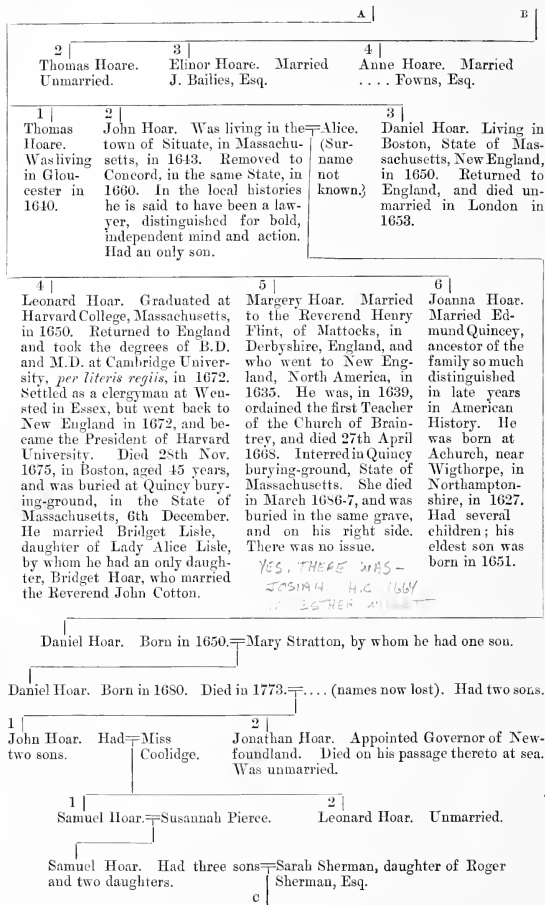 A B
2 3 4
Thomas Hoare. Elinor Hoare. Married Anne Hoare. Married
Unmarried. J. Bailies, Esq. . . . . Fowns, Esq.
1
Thomas
Hoare.
Was living
in Glou-
cester in
1640.
2
John Hoar. Was living in the
town of Situate, in Massachu-
setts, in 1643. Removed to
Concord, in the same State, in
1660. In the local histories
he is said to have been a law-
yer, distinguished for bold,
independent mind and action.
Had an only son.
Alice.
(Sur-
name
not
known.}
3
Daniel Hoar. Living in
Boston, State of Mas-
sachusetts, New England,
in 1650. Returned to
England, and died un-
married in London in
1653.
4
Leonard Hoar. Graduated at
Harvard College, Massachusetts,
in 1650. Returned to England
and took the degrees of B.D.
and M.D. at Cambridge Univer-
sity, per literis regiis, in 1672.
Settled as a clergyman at Wen-
sted in Essex, but went back to
New England in 1672, and be-
came the President of Harvard
University. Died 28th Nov.
1675, in Boston, aged 45 years,
and was buried at Quincy bury-
ing-ground, in the State of
Massachusetts, 6th December.
He married Bridget Lisle,
daughter of Lady Alice Lisle,
by whom he had an only daugh-
ter, Bridget Hoar, who married
the Reverend John Cotton.
5
Margery Hoar. Married
to the Reverend Henry
Flint, of Mattocks, in
Derbyshire, England, and
who went to New Eng-
land, North America, in
1635. He was, in 1639,
ordained the first Teacher
of the Church of Brain-
trey, and died 27th April
1668. Interred in Quincy
burying-ground, State of
Massachusetts. She died
in March 1686-7, and was
buried in the same grave,
and on his right side.
There was no issue.
YES, THERE WAS -
JOSIAH H.C 1664
ESTHER
6
Joanna Hoar.
Married Ed-
mund Quincey,
ancestor of the
family so much
distinguished
in late years
in American
History. He
was born at
Achurch, near
Wigthorpe, in
Northampton-
shire, in 1627.
Had several
children; his
eldest son was
born in 1651.
Daniel Hoar. Born in 1650. Mary Stratton, by whom he had one son.
Daniel Hoar. Born in 1680. Died in 1773. . . . . (names now lost). Had two sons.
1 2
John Hoar. Had Miss Jonathan Hoar. Appointed Governor of New-
two sons. Coolidge. foundland. Died on his passage thereto at sea.
Was unmarried.
1 2
Samuel Hoar. Susannah Pierce. Leonard Hoar. Unmarried.
Samuel Hoar. Had three sons Sarah Sherman, daughter of Roger
and two daughters. Sherman, Esq.
C